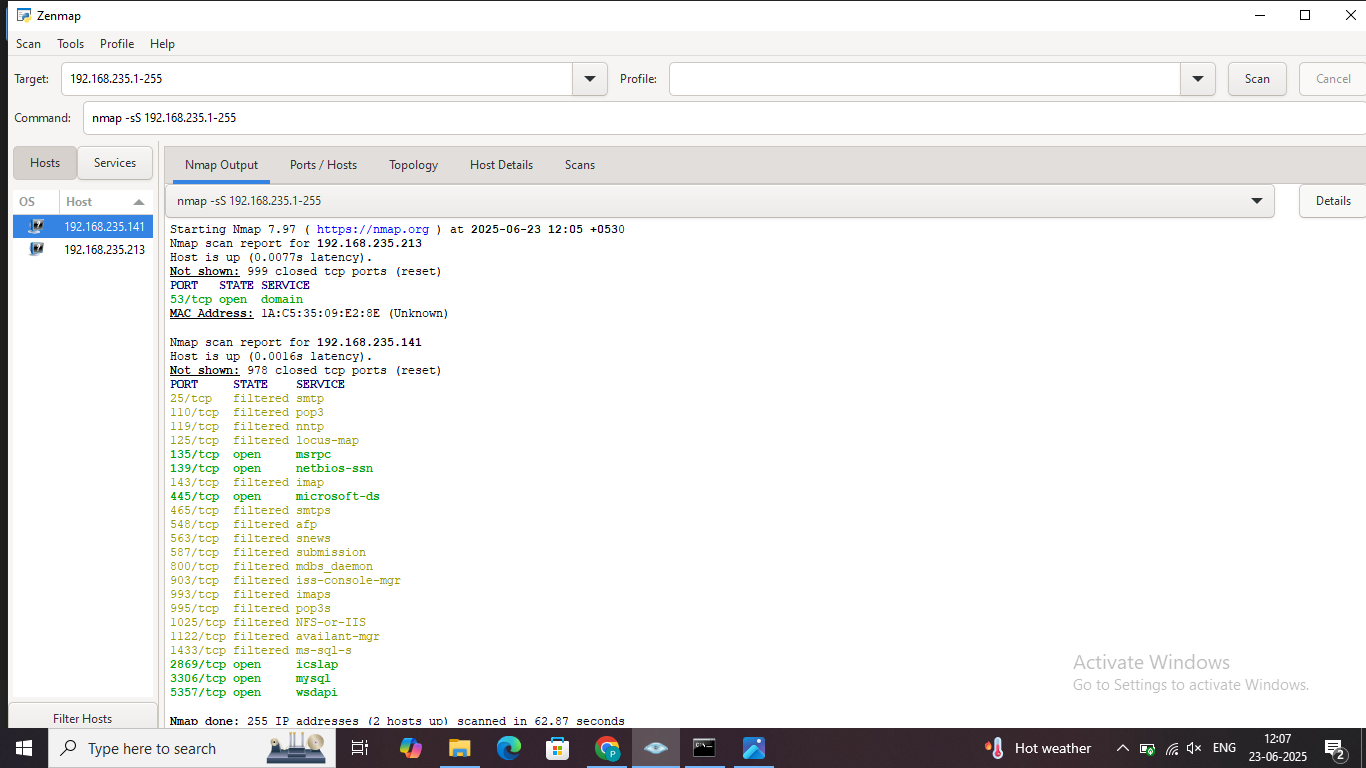 Zenmap
Scan Tools Profile Help
Target: 192.168.235.1-255 Profile: Scan Cancel
Command: nmap -sS 192.168.235.1-255
Hosts Services
Nmap Output Ports / Hosts Topology Host Details Scans
OS Host
nmap -sS 192.168.235.1-255 Details
192.168.235.141
192.168.235.213
Starting Nmap 7.97 ( https://nmap.org ) at 2025-06-23 12:05 +0530
Nmap scan report for 192.168.235.213
Host is up (0.0077s latency).
Not shown: 999 closed tcp ports (reset)
PORT STATE SERVICE
53/tcp open domain
MAC Address: 1A:C5:35:09:E2:8E (Unknown)
Nmap scan report for 192.168.235.141
Host is up (0.0016s latency).
Not shown: 978 closed tcp ports (reset)
PORT STATE SERVICE
25/tcp filtered smtp
110/tcp filtered pop3
119/tcp filtered nntp
125/tcp filtered locus-map
135/tcp open msrpc
139/tcp open netbios-ssn
143/tcp filtered imap
445/tcp open microsoft-ds
465/tcp filtered smtps
548/tcp filtered afp
563/tcp filtered snews
587/tcp filtered submission
800/tcp filtered mdbs_daemon
903/tcp filtered iss-console-mgr
993/tcp filtered imaps
995/tcp filtered pop3s
1025/tcp filtered NFS-or-IIS
1122/tcp filtered availant-mgr
1433/tcp filtered ms-sql-s
2869/tcp open icslap
3306/tcp open mysql
5357/tcp open wsdapi
Nmap done: 255 IP addresses (2 hosts up) scanned in 62.87 seconds
Filter Hosts
Activate Windows
Go to Settings to activate Windows.
Type here to search
Hot weather
ENG
12:07
23-06-2025
2